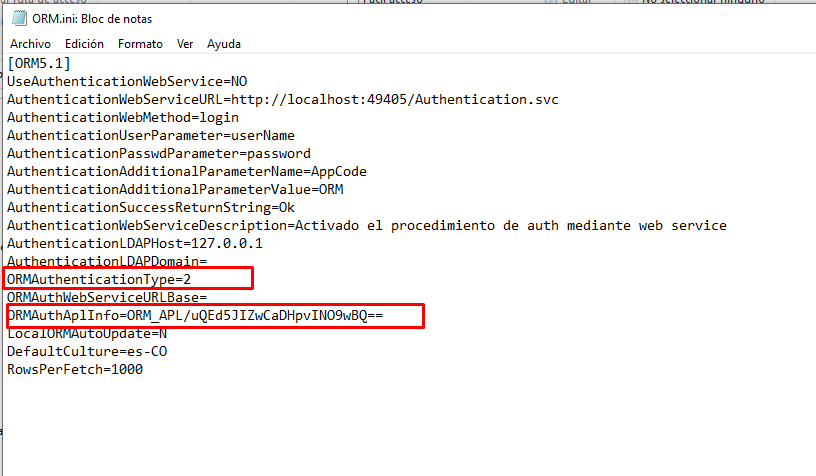 ORM.ini: Bloc de notas
Archivo Edición Formato Ver Ayuda
[ORM5.1]
UseAuthenticationWebService=NO
AuthenticationWebServiceURL=http://localhost:49405/Authentication.svc
AuthenticationWebMethod=login
AuthenticationUserParameter=userName
AuthenticationPasswdParameter=password
AuthenticationAdditionalParameterName=AppCode
AuthenticationAdditionalParameterValue=ORM
AuthenticationSuccessReturnString=Ok
AuthenticationWebServiceDescription=Activado el procedimiento de auth mediante web service
AuthenticationLDAPHost=127.0.0.1
AuthenticationLDAPDomain=
ORMAuthenticationType=2
ORMAuthWebServiceURLBase=
ORMAuthAplInfo=ORM_APL/uQEd5JIZwCaDHpvINO9wBQ==
LocalORMAutoUpdate=N
DefaultCulture=es-CO
RowsPerFetch=1000